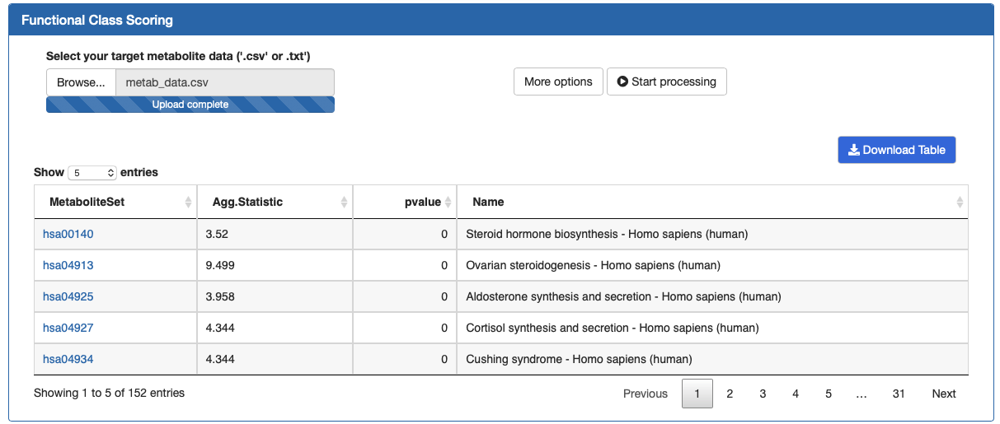 Functional Class Scoring
Select your target metabolite data ('.csv' or .txt')
Browse... metab_data.csv
Upload complete
More options Start processing
Download Table
Show 5 entries
MetaboliteSet Agg.Statistic pvalue Name
hsa00140 3.52 0 Steroid hormone biosynthesis - Homo sapiens (human)
hsa04913 9.499 0 Ovarian steroidogenesis - Homo sapiens (human)
hsa04925 3.958 0 Aldosterone synthesis and secretion - Homo sapiens (human)
hsa04927 4.344 0 Cortisol synthesis and secretion - Homo sapiens (human)
hsa04934 4.344 0 Cushing syndrome - Homo sapiens (human)
Showing 1 to 5 of 152 entries Previous 1 2 3 4 5 … 31 Next